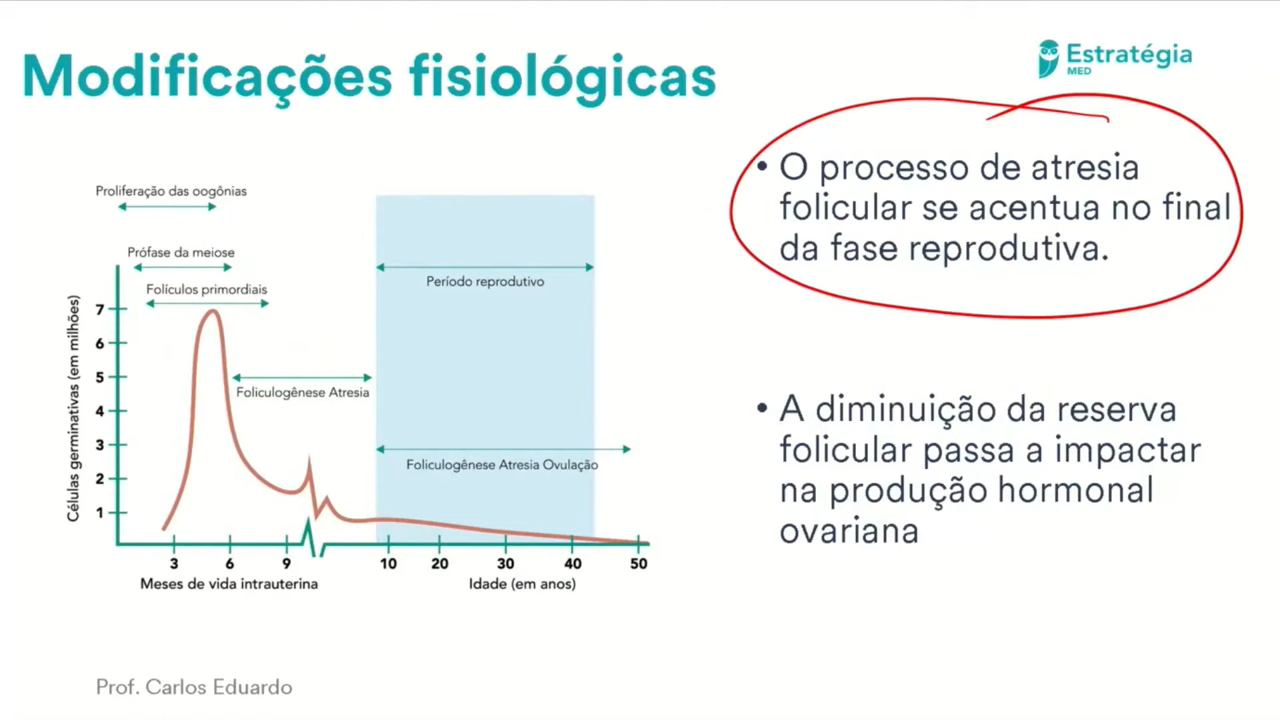 Modificações fisiológicas
Estratégia
MED
Proliferação das oogônias
Prófase da meiose
Folículos primordiais
Período reprodutivo
Foliculogênese Atresia
Foliculogênese Atresia Ovulação
Células germinativas (em milhões)
7
6
5
4
3
2
1
3 6 9 10 20 30 40 50
Meses de vida intrauterina
Idade (em anos)
• O processo de atresia
folicular se acentua no final
da fase reprodutiva.
• A diminuição da reserva
folicular passa a impactar
na produção hormonal
ovariana
Prof. Carlos Eduardo